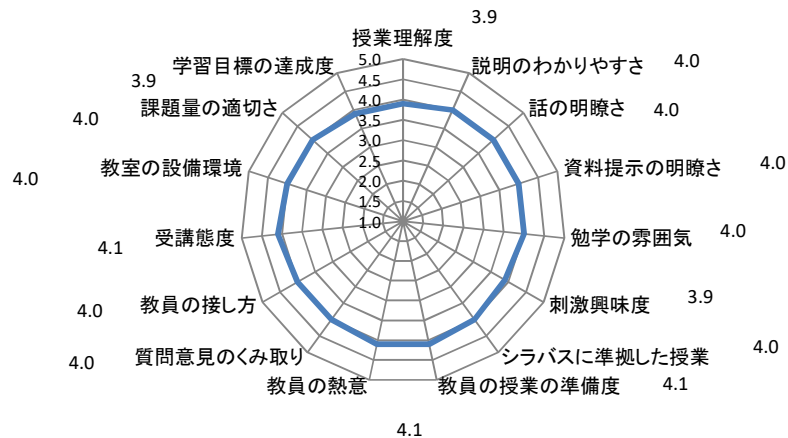 3.9
授業理解度
5.0
学習目標の達成度
説明のわかりやすさ
4.0
4.5
3.9
課題量の適切さ
4.0
話の明瞭さ
4.0
4.0
3.5
教室の設備環境
3.0
資料提示の明瞭さ
4.0
4.0
2.5
2.0
1.5
受講態度
1.0
勉学の雰囲気
4.0
4.1
教員の接し方
刺激興味度
3.9
4.0
質問意見のくみ取り
シラバスに準拠した授業
4.0
4.0
教員の熱意
教員の授業の準備度
4.1
4.1